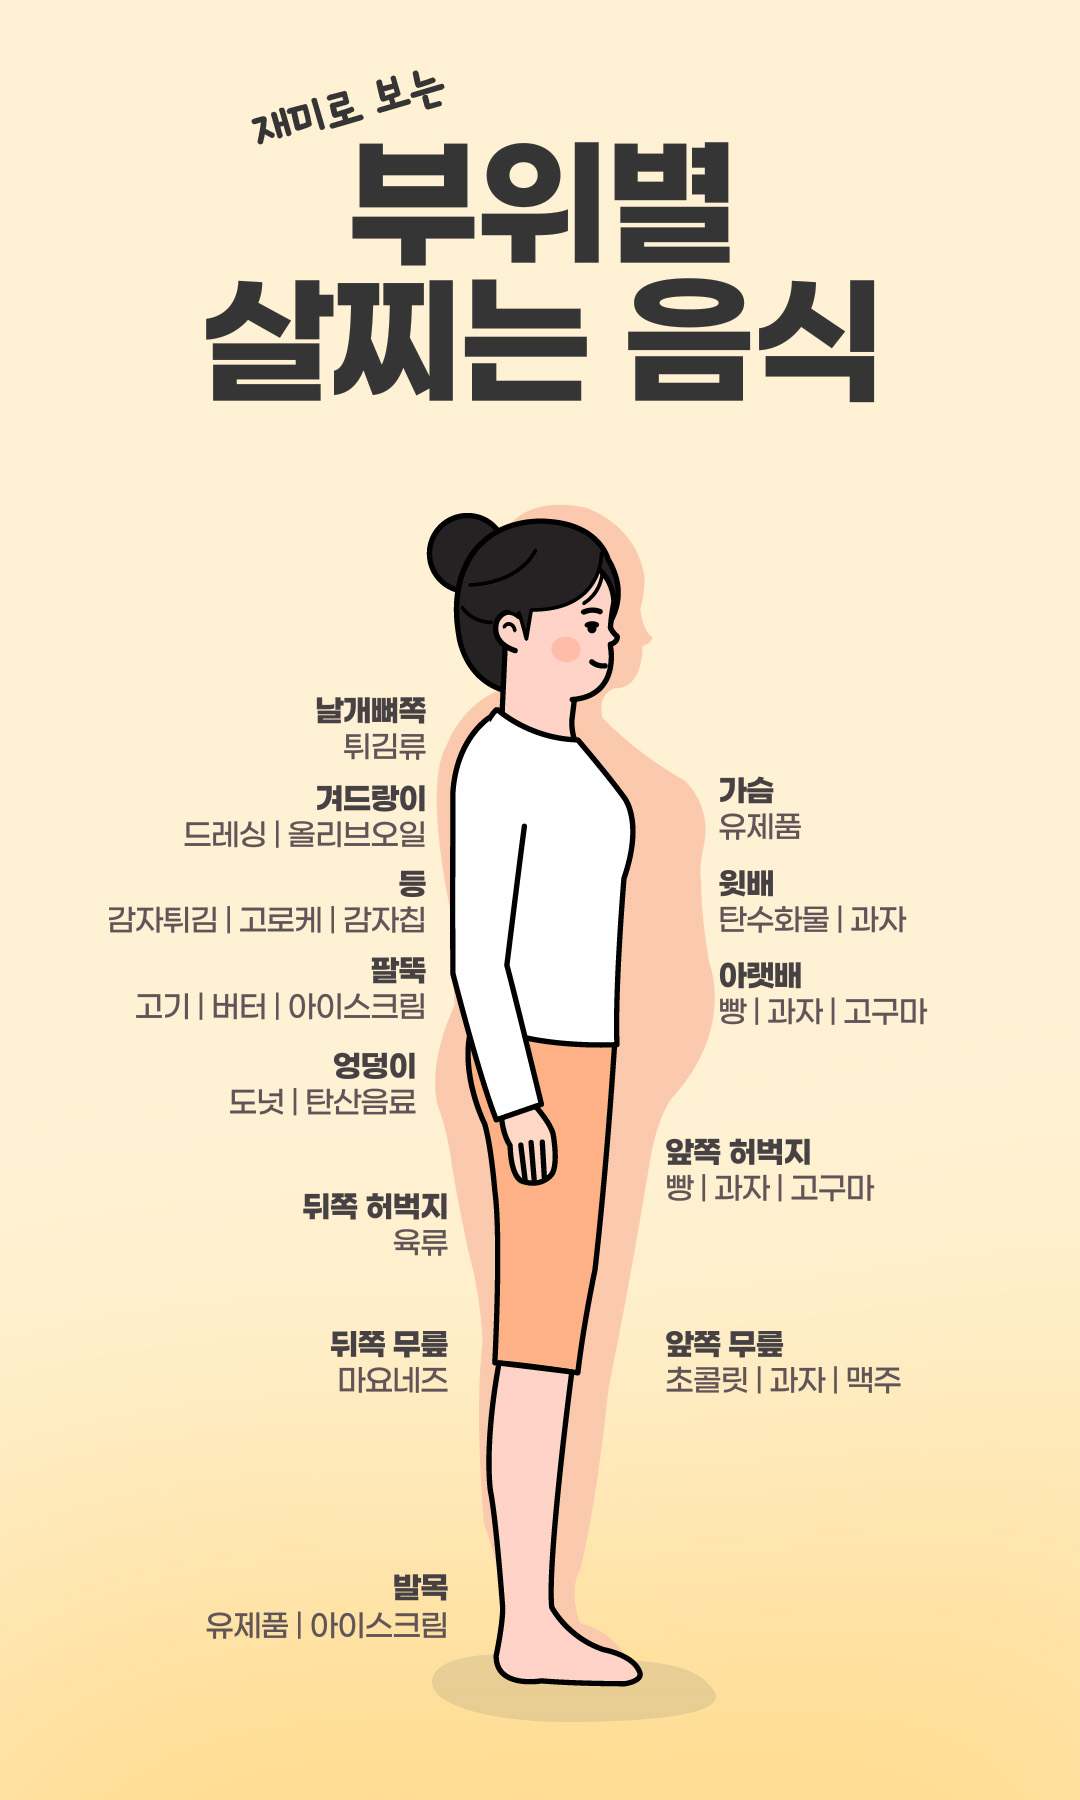 재미로 보는
부위별
살찌는 음식
날개뼈쪽
튀김류
겨드랑이
드레싱 | 올리브오일
등
감자튀김 | 고로케 | 감자칩
팔뚝
고기 | 버터 | 아이스크림
엉덩이
도넛 | 탄산음료
뒤쪽 허벅지
육류
뒤쪽 무릎
마요네즈
발목
유제품 | 아이스크림
가슴
유제품
윗배
탄수화물 | 과자
아랫배
빵 | 과자 | 고구마
앞쪽 허벅지
빵 | 과자 | 고구마
앞쪽 무릎
초콜릿 | 과자 | 맥주